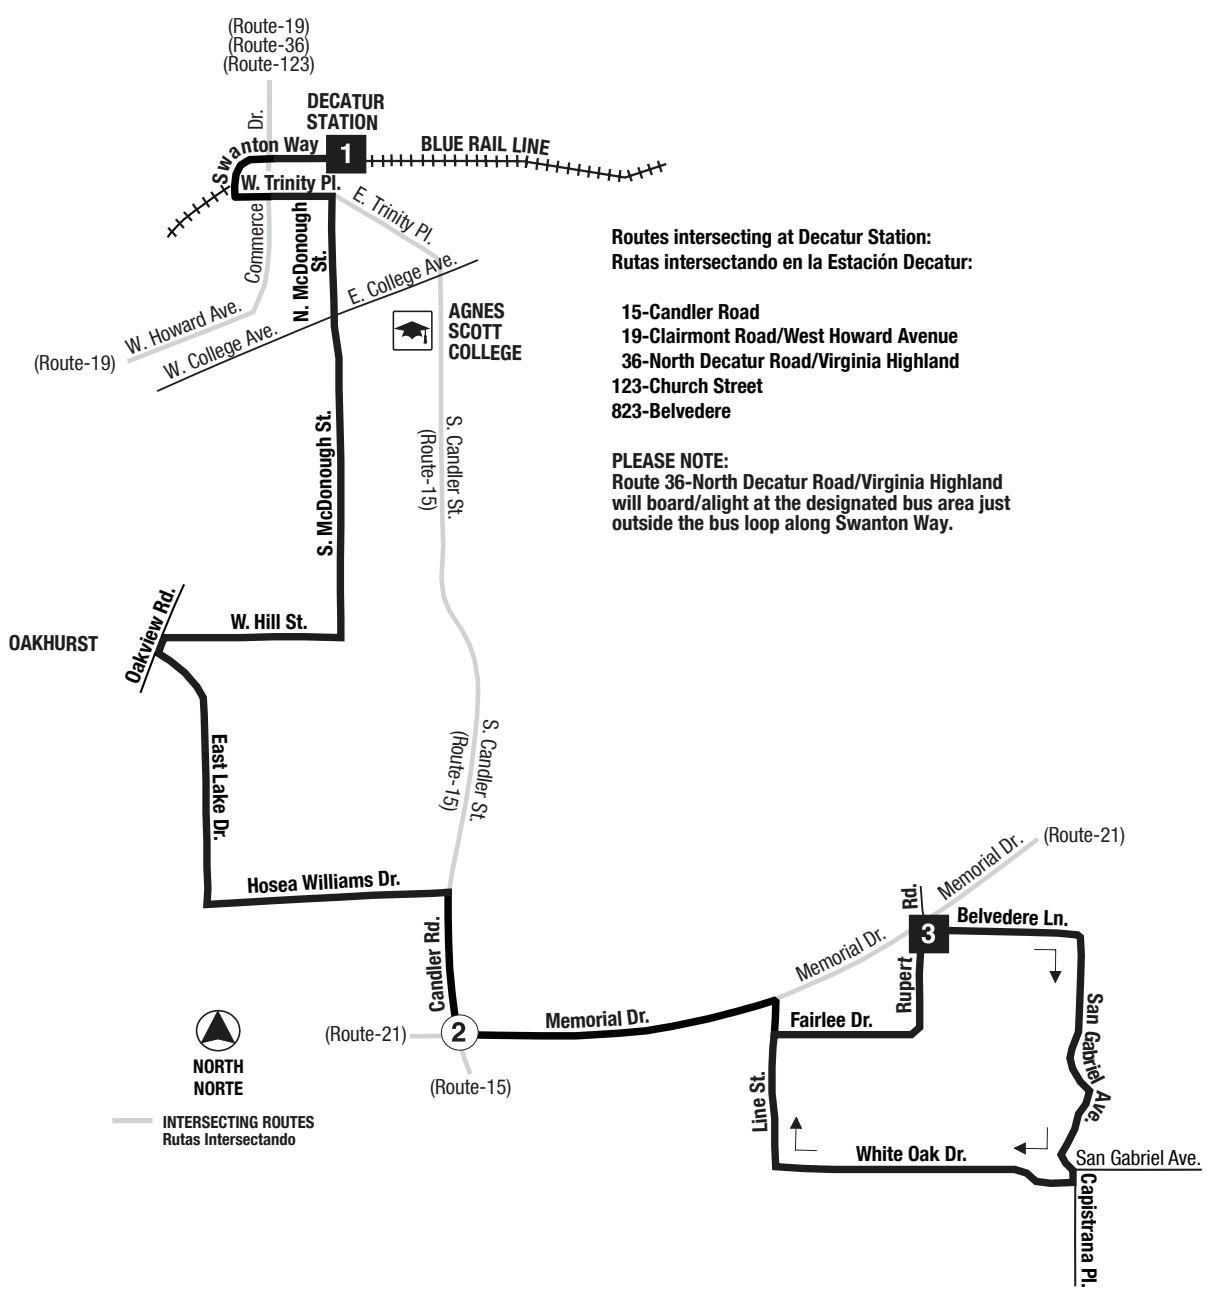 (Route-19)
(Route-36)
(Route-123)
DECATUR
STATION
Commerce Dr.
Swanton Way
1
BLUE RAIL LINE
W. Trinity Pl.
E. Trinity Pl.
N. McDonough
St.
E. College Ave.
W. Howard Ave.
W. College Ave.
(Route-19)
AGNES
SCOTT
COLLEGE
Routes intersecting at Decatur Station:
Rutas intersectando en la Estación Decatur:
15-Candler Road
19-Clairmont Road/West Howard Avenue
36-North Decatur Road/Virginia Highland
123-Church Street
823-Belvedere
PLEASE NOTE:
Route 36-North Decatur Road/Virginia Highland
will board/alight at the designated bus area just
outside the bus loop along Swanton Way.
S. McDonough St.
S. Candler St.
(Route-15)
W. Hill St.
OAKHURST
Oakview Rd.
East Lake Dr.
S. Candler St.
(Route-15)
Hosea Williams Dr.
Candler Rd.
(Route-21)
2
(Route-15)
Memorial Dr.
Memorial Dr.
Memorial Dr.
(Route-21)
Rupert Rd.
3
Belvedere Ln.
Fairlee Dr.
Line St.
San Gabriel Ave.
White Oak Dr.
San Gabriel Ave.
Capistrana Pl.
NORTH
NORTE
INTERSECTING ROUTES
Rutas Intersectando